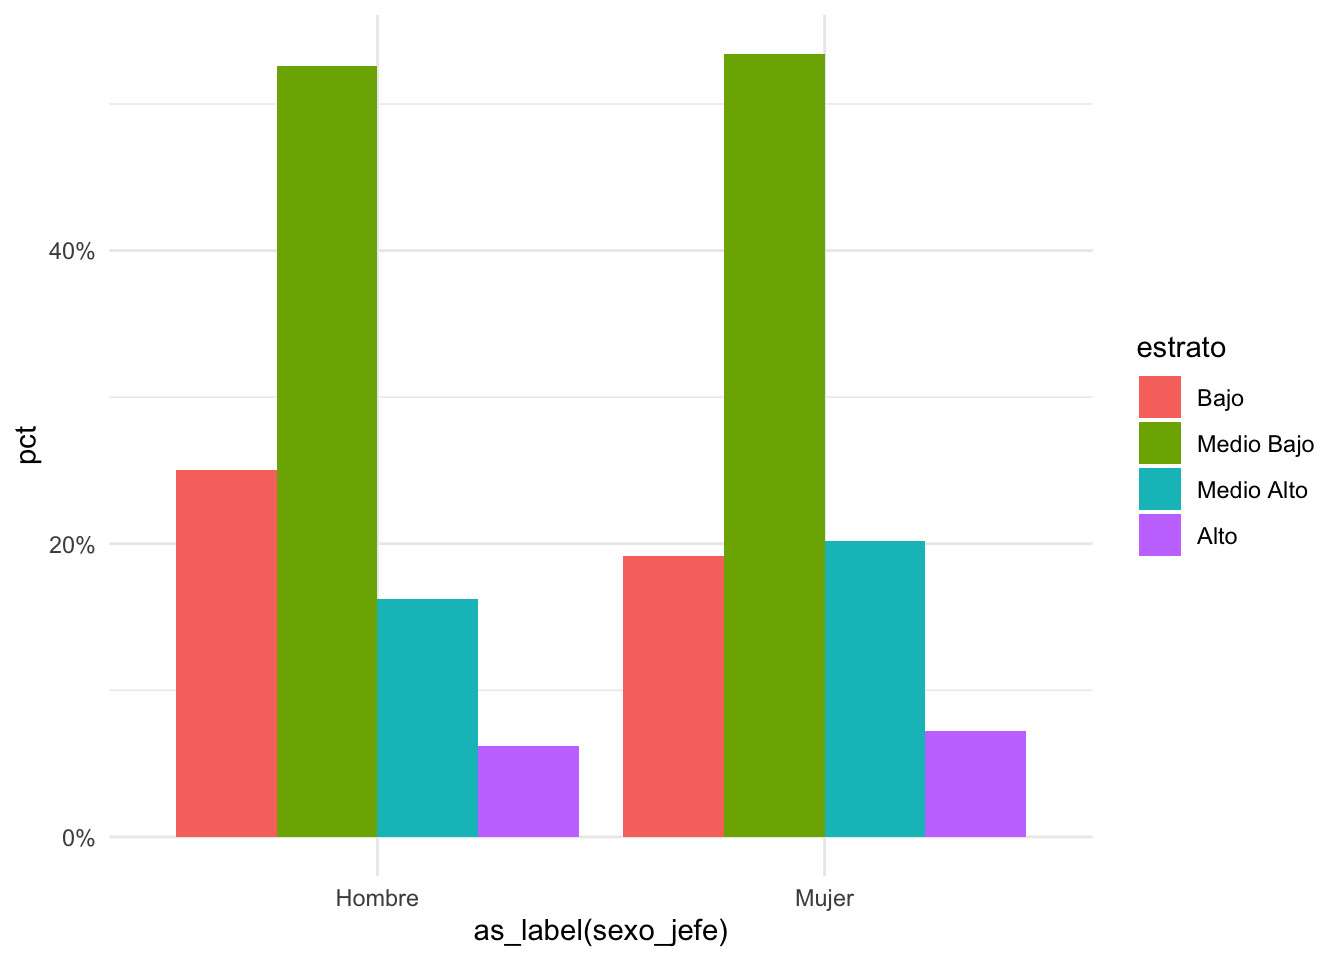 40%
20%
0%
pct
Hombre
Mujer
as_label(sexo_jefe)
estrato
Bajo
Medio Bajo
Medio Alto
Alto